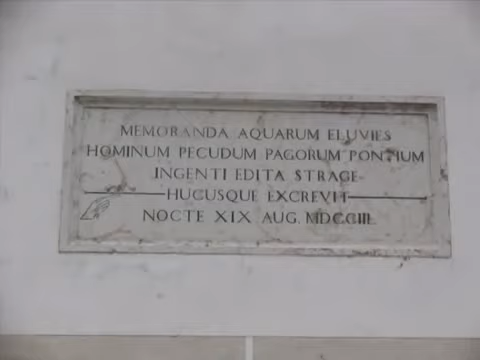 MEMORANDA AQUARUM ELUVIES
HOMINUM PECUDUM PAGORUM PONTIUM
INGENTI EDITA STRAGE
HUCUSQUE EXCREVIT
NOCTE XIX AUG. MDCCIII.